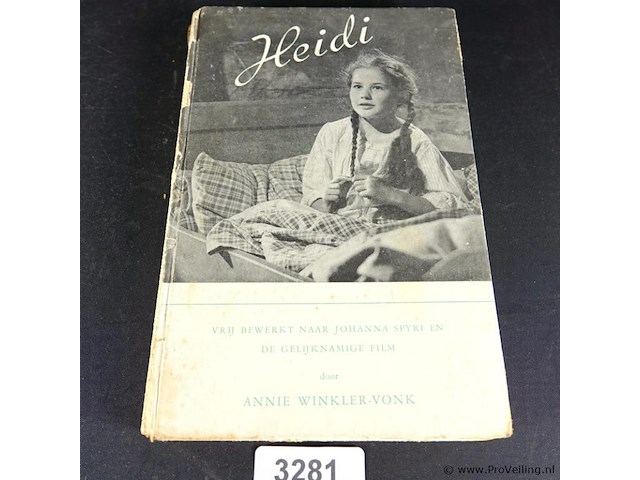 Heidi
VRIJ BEWERKT NAAR JOHANNA SPYRI EN
DE GELIJKNAMIGE FILM
door
ANNIE WINKLER-VONK
3281
© www.ProVeiling.nl